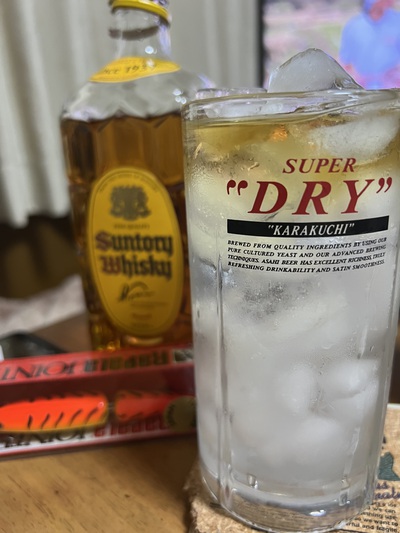 SUPER
"DRY"
"KARAKUCHI"
BREWED FROM QUALITY INGREDIENTS BY USING OUR
PURE CULTURED YEAST AND OUR ADVANCED BREWING
TECHNIQUES. ASAHI BEER HAS EXCELLENT RICHNESS, TRULY
REFRESHING DRINKABILITY AND SATIN SMOOTHNESS.
Suntory
Whisky
JOINT